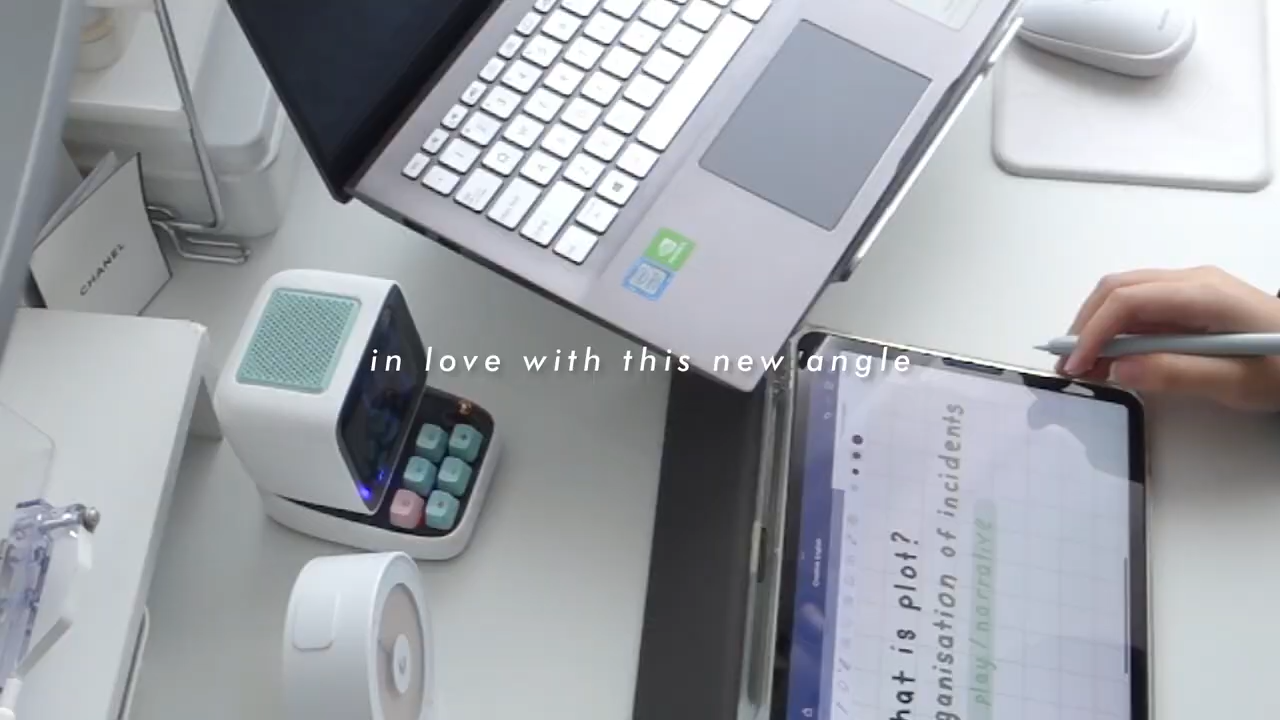 in love with this new angle
CHANEL
hat is plot?
ganisation of incidents
play/narrative